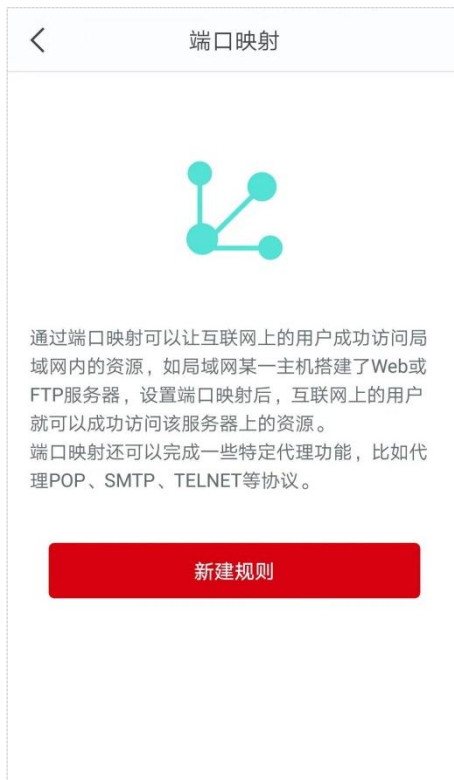 端口映射
通过端口映射可以让互联网上的用户成功访问局
域网内的资源，如局域网某一主机搭建了Web或
FTP服务器，设置端口映射后，互联网上的用户
就可以成功访问该服务器上的资源。
端口映射还可以完成一些特定代理功能，比如代
理POP、SMTP、TELNET等协议。
新建规则